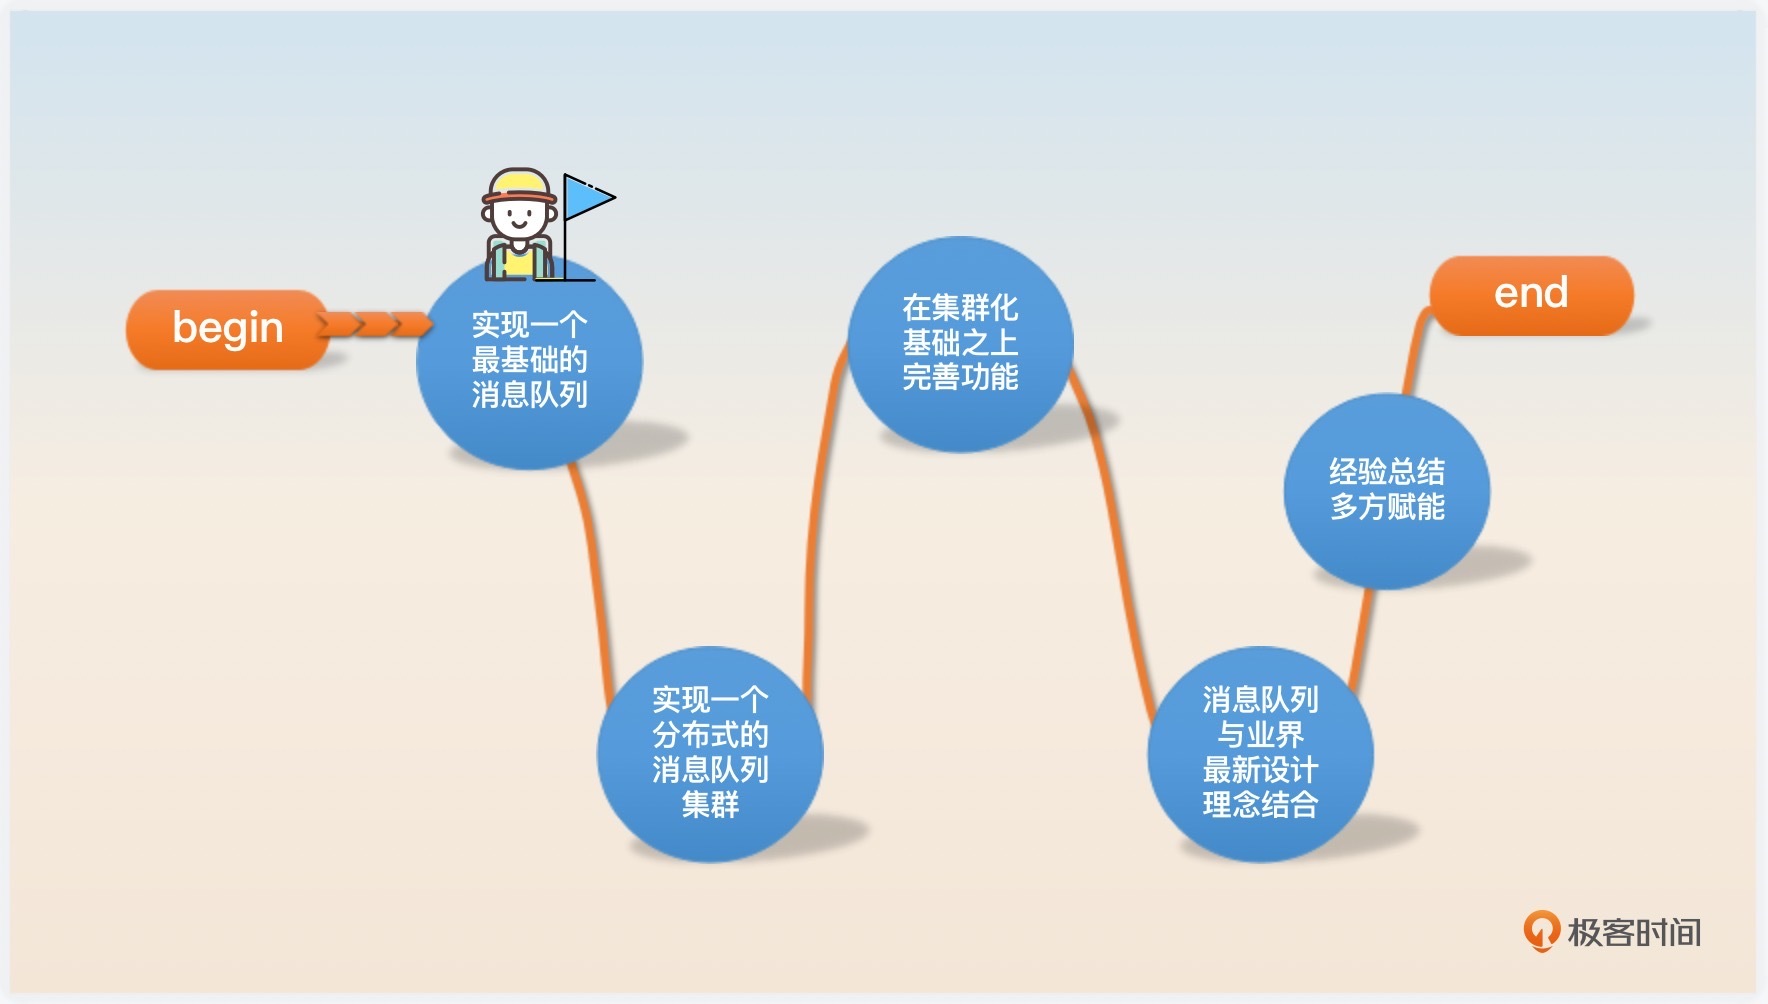 begin
实现一个
最基础的
消息队列
实现一个
分布式的
消息队列
集群
在集群化
基础之上
完善功能
消息队列
与业界
最新设计
理念结合
经验总结
多方赋能
end
极客时间